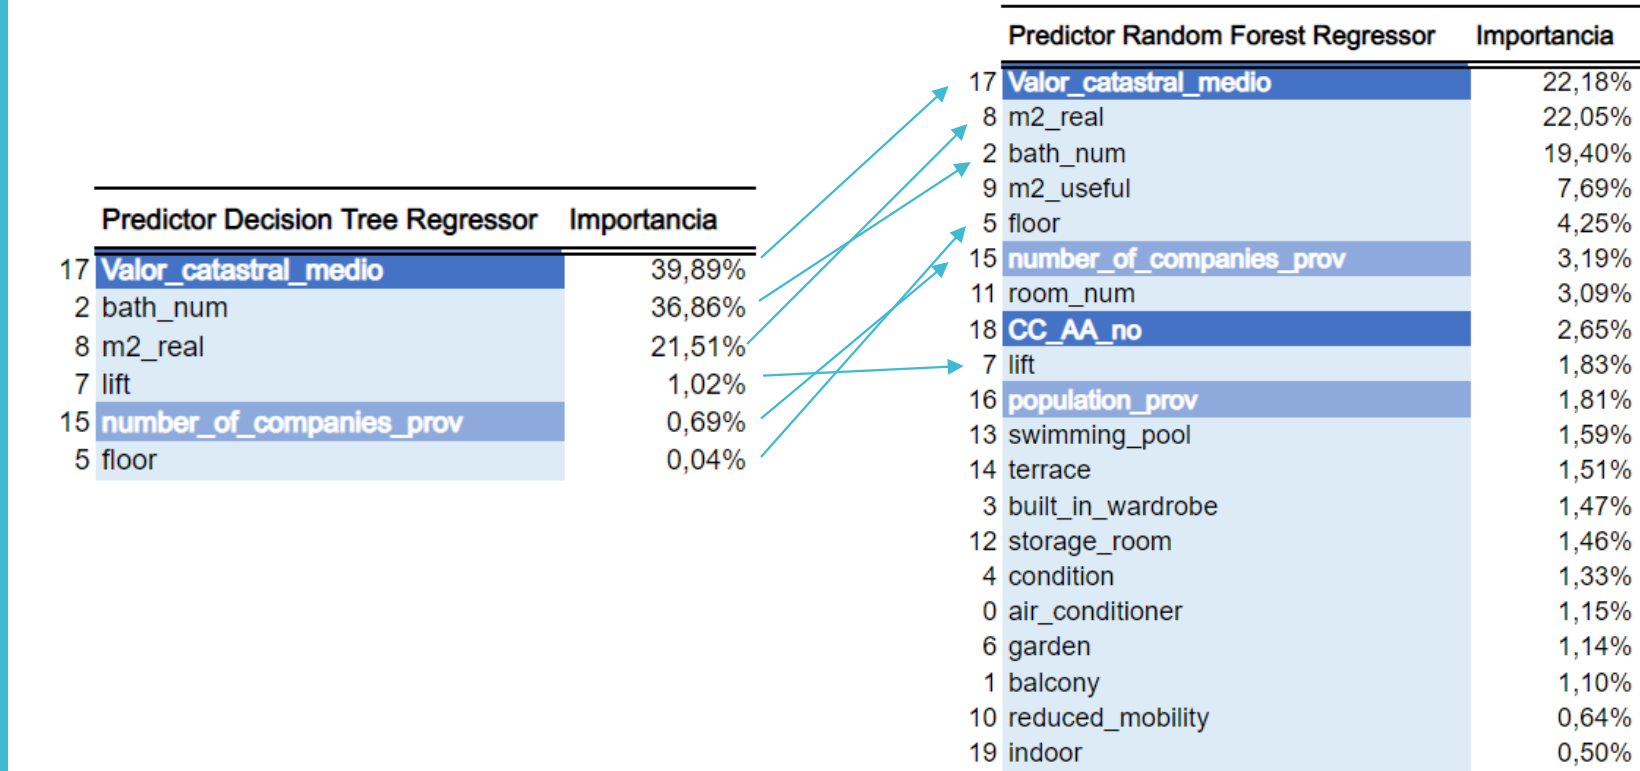 Predictor Decision Tree Regressor Importancia
17 Valor_catastral_medio 39,89%
2 bath_num 36,86%
8 m2_real 21,51%
7 lift 1,02%
15 number_of_companies_prov 0,69%
5 floor 0,04%
Predictor Random Forest Regressor Importancia
17 Valor_catastral_medio 22,18%
8 m2_real 22,05%
2 bath_num 19,40%
9 m2_useful 7,69%
5 floor 4,25%
15 number_of_companies_prov 3,19%
11 room_num 3,09%
18 CC_AA_no 2,65%
7 lift 1,83%
16 population_prov 1,81%
13 swimming_pool 1,59%
14 terrace 1,51%
3 built_in_wardrobe 1,47%
12 storage_room 1,46%
4 condition 1,33%
0 air_conditioner 1,15%
6 garden 1,14%
1 balcony 1,10%
10 reduced_mobility 0,64%
19 indoor 0,50%